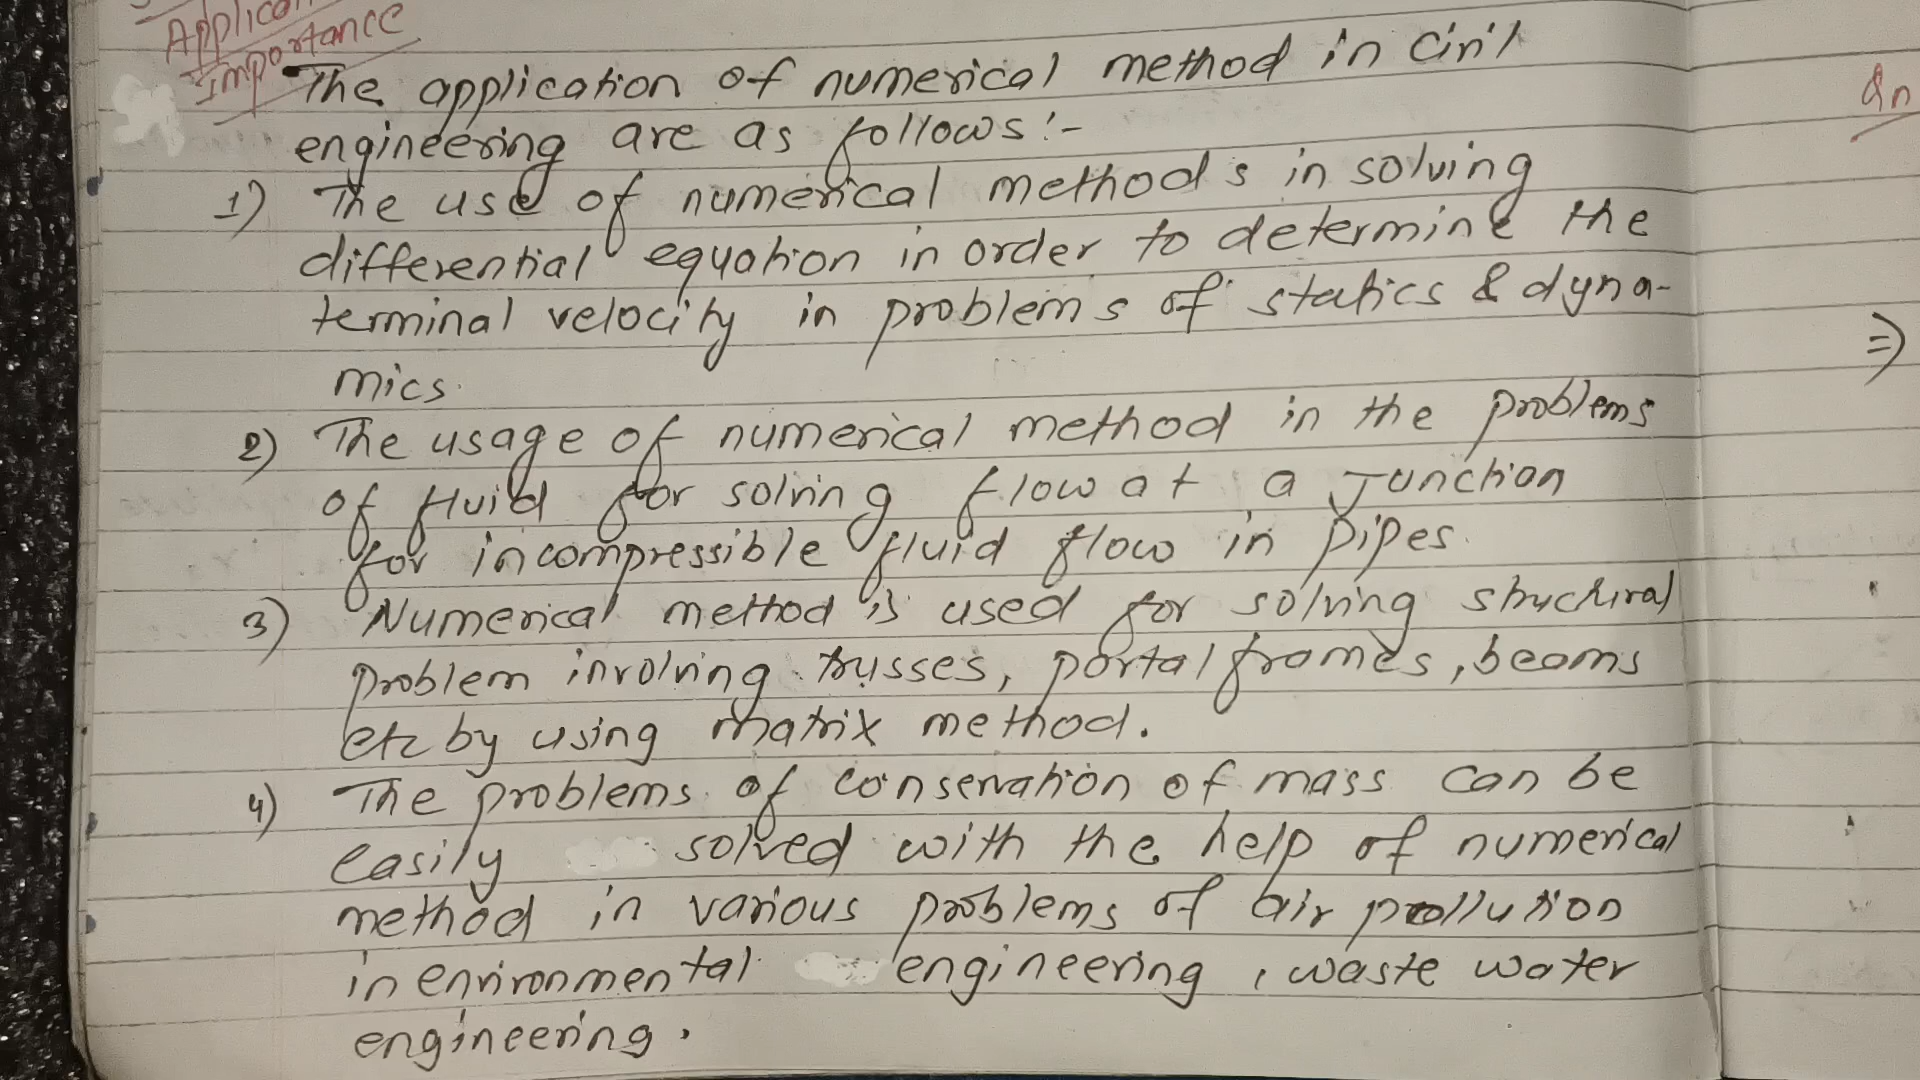 Importance
The application of numerical method in Civil
engineering are as follows:-
1) The use of numerical methods in solving
differential equation in order to determine the
terminal velocity in problems of statics & dyna-
mics.
2) The usage of numerical method in the problems
of fluid for solving flow at a Junction
for incompressible fluid flow in pipes.
3) Numerical method is used for solving structural
problem involving trusses, portal frames, beams
etc by using matrix method.
4) The problems of conservation of mass can be
easily solved with the help of numerical
method in various problems of air pollution
in environmental engineering, waste water
engineering.
Qn
=)